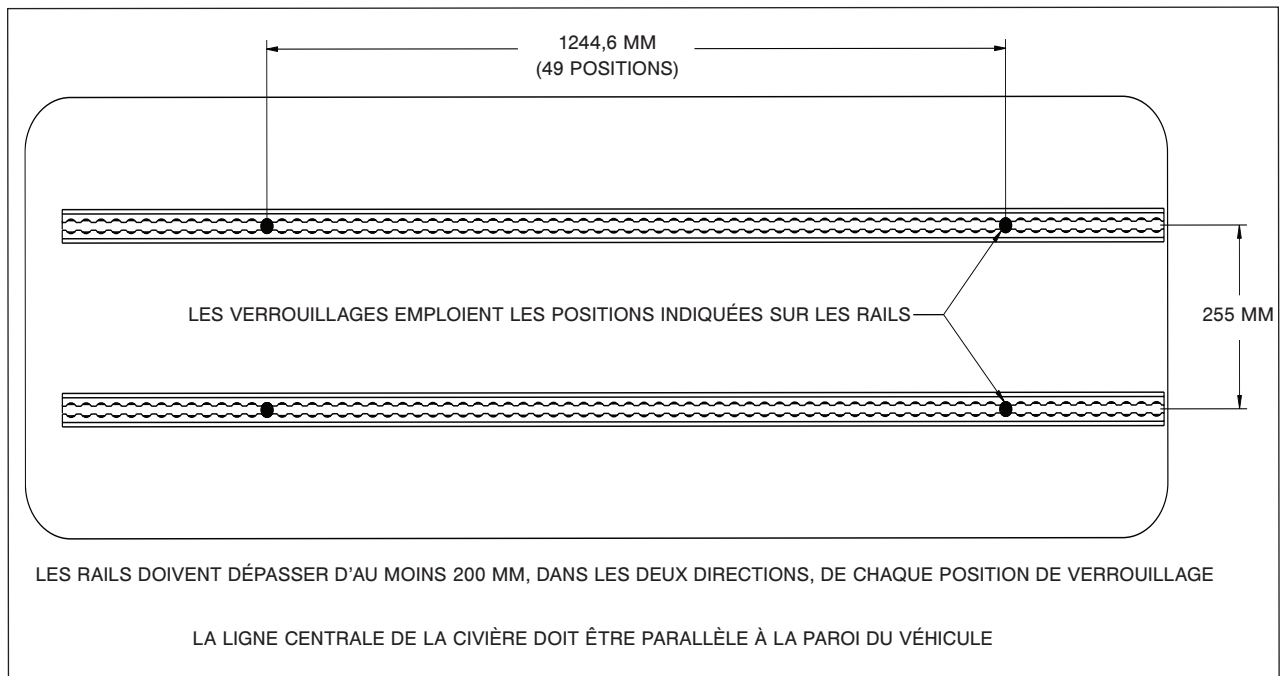 1244,6 MM
(49 POSITIONS)
LES VERROUILLAGES EMPLOIENT LES POSITIONS INDIQUÉES SUR LES RAILS
255 MM
LES RAILS DOIVENT DÉPASSER D'AU MOINS 200 MM, DANS LES DEUX DIRECTIONS, DE CHAQUE POSITION DE VERROUILLAGE
LA LIGNE CENTRALE DE LA CIVIÈRE DOIT ÊTRE PARALLÈLE À LA PAROI DU VÉHICULE